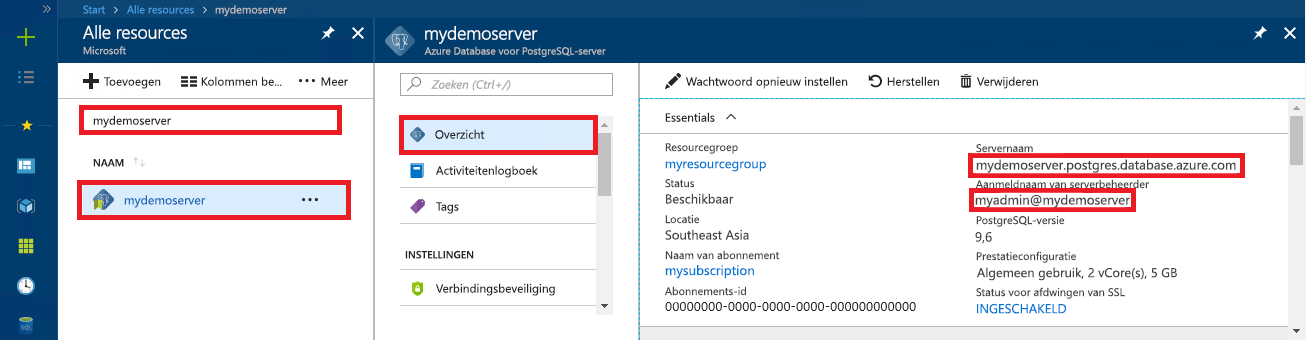 Start > Alle resources > mydemoserver
Alle resources
Microsoft
Toevoegen
Kolommen be...
Meer
mydemoserver
NAAM
mydemoserver
mydemoserver
Azure Database voor PostgreSQL-server
Zoeken (Ctrl+/)
Overzicht
Activiteitenlogboek
Tags
INSTELLINGEN
Verbindingsbeveiliging
Wachtwoord opnieuw instellen
Herstellen
Verwijderen
Essentials
Resourcegroep
myresourcegroup
Status
Beschikbaar
Locatie
Southeast Asia
Naam van abonnement
mysubscription
Abonnements-id
00000000-0000-0000-0000-000000000000
Servernaam
mydemoserver.postgres.database.azure.com
Aanmeldnaam van serverbeheerder
myadmin@mydemoserver
PostgreSQL-versie
9,6
Prestatieconfiguratie
Algemeen gebruik, 2 vCore(s), 5 GB
Status voor afdwingen van SSL
INGESCHAKELD
SQL